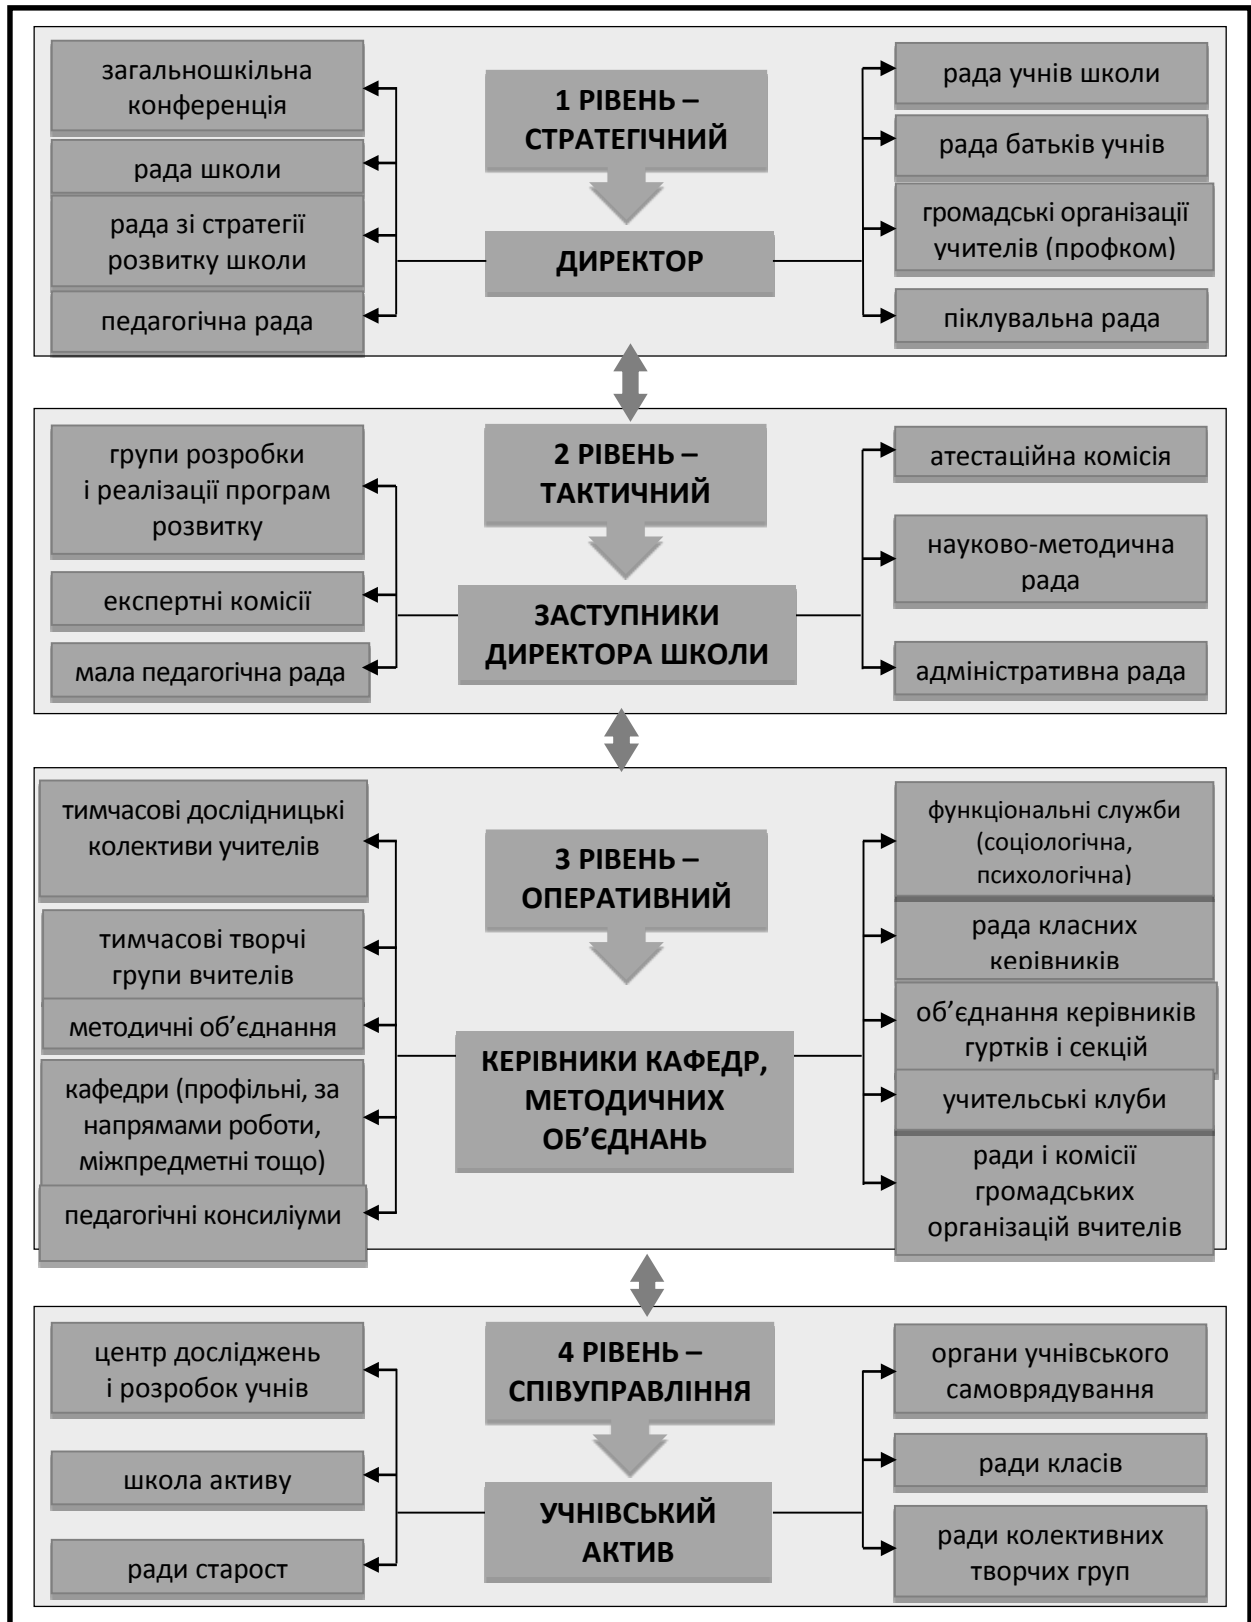 загальношкільна
конференція
рада школи
рада зі стратегії
розвитку школи
педагогічна рада
1 РІВЕНЬ –
СТРАТЕГІЧНИЙ
ДИРЕКТОР
рада учнів школи
рада батьків учнів
громадські організації
учителів (профком)
піклувальна рада
групи розробки
і реалізації програм
розвитку
експертні комісії
мала педагогічна рада
2 РІВЕНЬ –
ТАКТИЧНИЙ
ЗАСТУПНИКИ
ДИРЕКТОРА ШКОЛИ
атестаційна комісія
науково-методична
рада
адміністративна рада
тимчасові дослідницькі
колективи учителів
тимчасові творчі
групи вчителів
методичні об’єднання
кафедри (профільні, за
напрямами роботи,
міжпредметні тощо)
педагогічні консиліуми
3 РІВЕНЬ –
ОПЕРАТИВНИЙ
КЕРІВНИКИ КАФЕДР,
МЕТОДИЧНИХ
ОБ’ЄДНАНЬ
функціональні служби
(соціологічна,
психологічна)
рада класних
керівників
об’єднання керівників
гуртків і секцій
учительські клуби
ради і комісії
громадських
організацій вчителів
центр досліджень
і розробок учнів
школа активу
ради старост
4 РІВЕНЬ –
СПІВУПРАВЛІННЯ
УЧНІВСЬКИЙ
АКТИВ
органи учнівського
самоврядування
ради класів
ради колективних
творчих груп